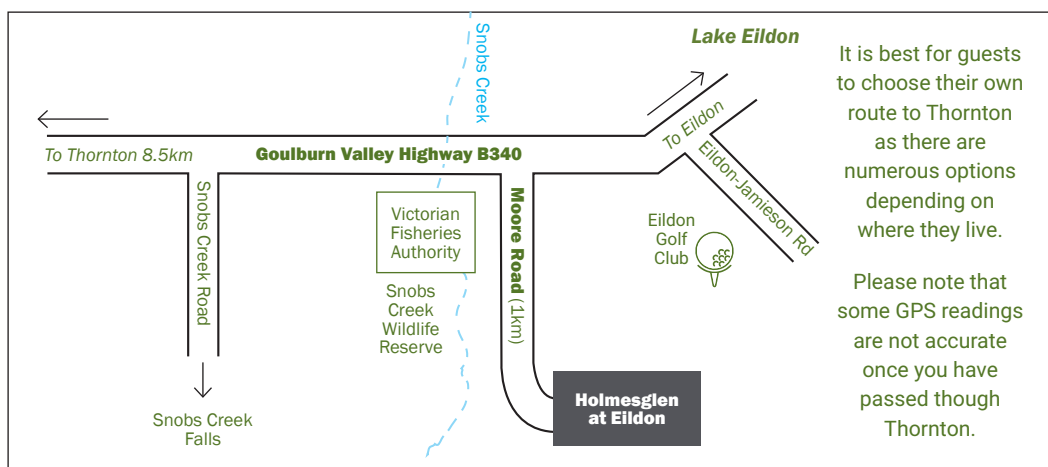 Snobs Creek
Lake Eildon
To Thornton 8.5km
Goulburn Valley Highway B340
To Eildon
Eildon-Jamieson Rd
Snobs Creek Road
Victorian
Fisheries
Authority
Moore Road (1km)
Eildon
Golf
Club
Snobs
Creek
Wildlife
Reserve
Snobs Creek
Falls
Holmesglen
at Eildon
It is best for guests
to choose their own
route to Thornton
as there are
numerous options
depending on
where they live.
Please note that
some GPS readings
are not accurate
once you have
passed though
Thornton.